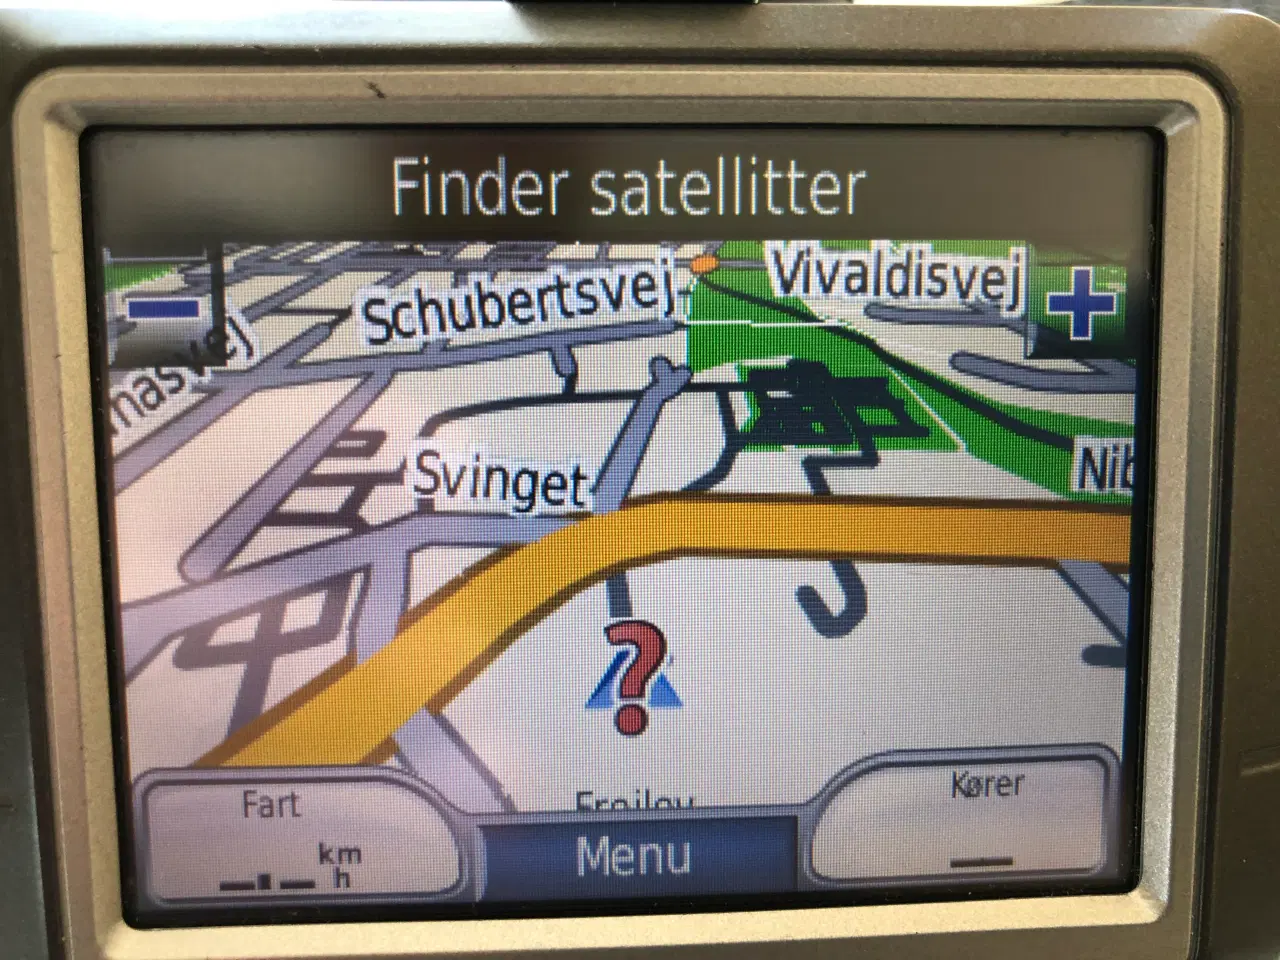 Finder satellitter
Schubertsvej
Vivaldisvej
Svinget
Fart
km
h
Menu
Kører